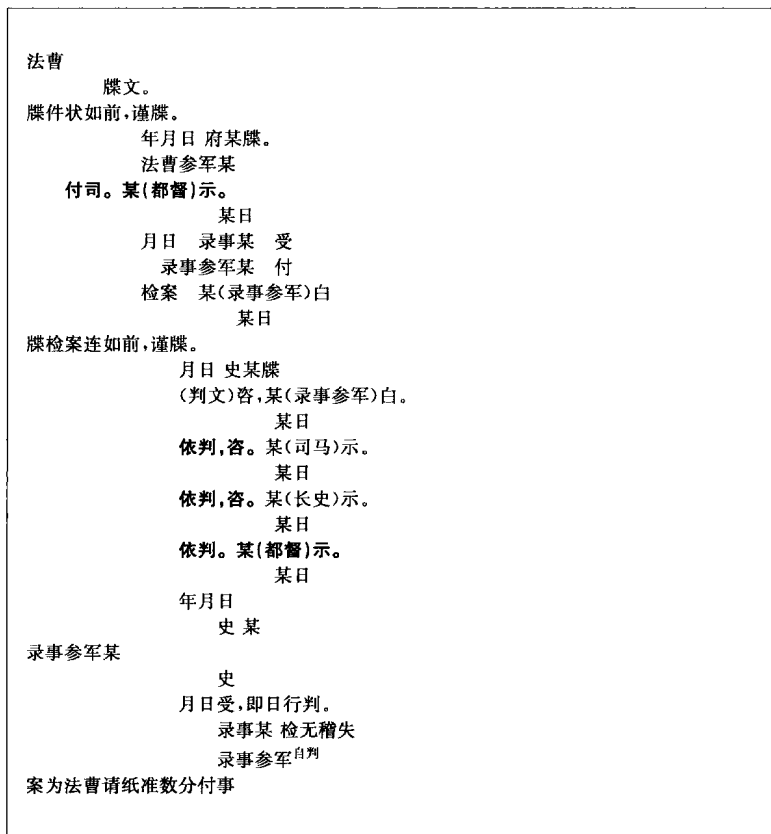 法曹
牒文。
牒件状如前,谨牒。
年月日 府某牒。
法曹参军某
付司。某(都督)示。
某日
月日 录事某 受
录事参军某 付
检案 某(录事参军)白
某日
牒检案连如前,谨牒。
月日 史某牒
(判文)咨,某(录事参军)白。
某日
依判,咨。某(司马)示。
某日
依判,咨。某(长史)示。
某日
依判。某(都督)示。
某日
年月日
史 某
录事参军某
史
月日受,即日行判。
录事某 检无稽失
录事参军自判
案为法曹请纸准数分付事